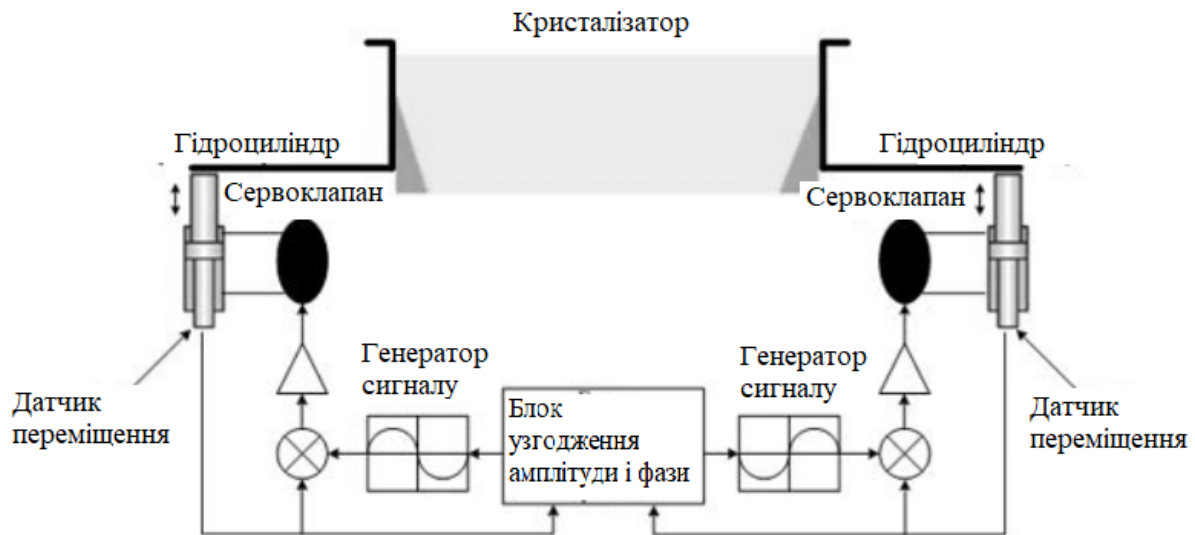 Кристалізатор
Гідроциліндр
Гідроциліндр
Сервоклапан
Сервоклапан
Генератор
сигналу
Генератор
сигналу
Датчик
переміщення
Блок
узгодження
амплітуди і фази
Датчик
переміщення